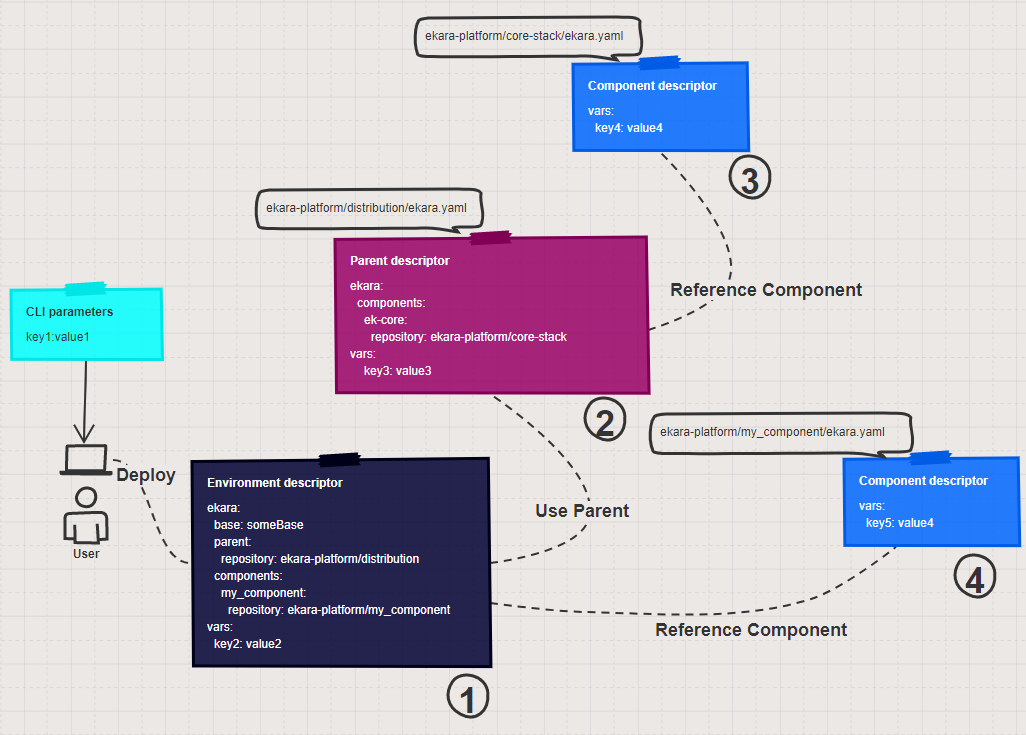 ekara-platform/core-stack/ekara.yaml
Component descriptor
vars:
key4: value4
3
ekara-platform/distribution/ekara.yaml
Parent descriptor
ekara:
components:
ek-core:
repository: ekara-platform/core-stack
vars:
key3: value3
2
Reference Component
CLI parameters
key1:value1
Deploy
User
Environment descriptor
ekara:
base: someBase
parent:
repository: ekara-platform/distribution
components:
my_component:
repository: ekara-platform/my_component
vars:
key2: value2
1
Use Parent
ekara-platform/my_component/ekara.yaml
Component descriptor
vars:
key5: value4
4
Reference Component